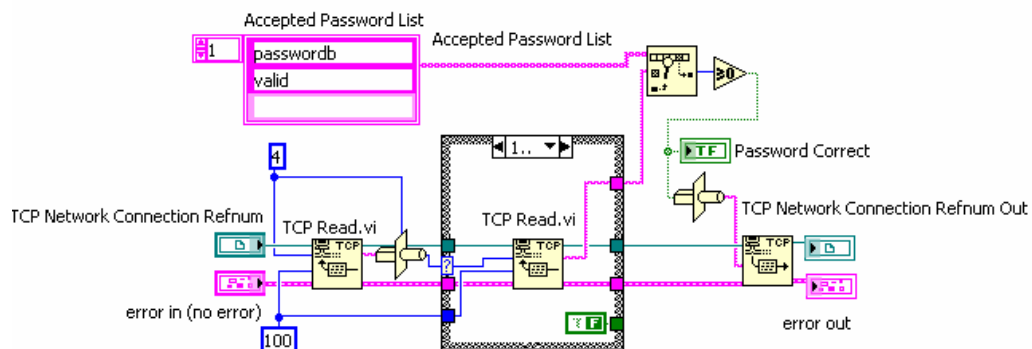 Accepted Password List
1
passwordb
valid
Accepted Password List
≥0
1..
TF
Password Correct
4
TCP Network Connection Refnum
TCP Read.vi
TCP
TCP Read.vi
TCP
TCP Network Connection Refnum Out
TCP
?
F
error in (no error)
100
error out